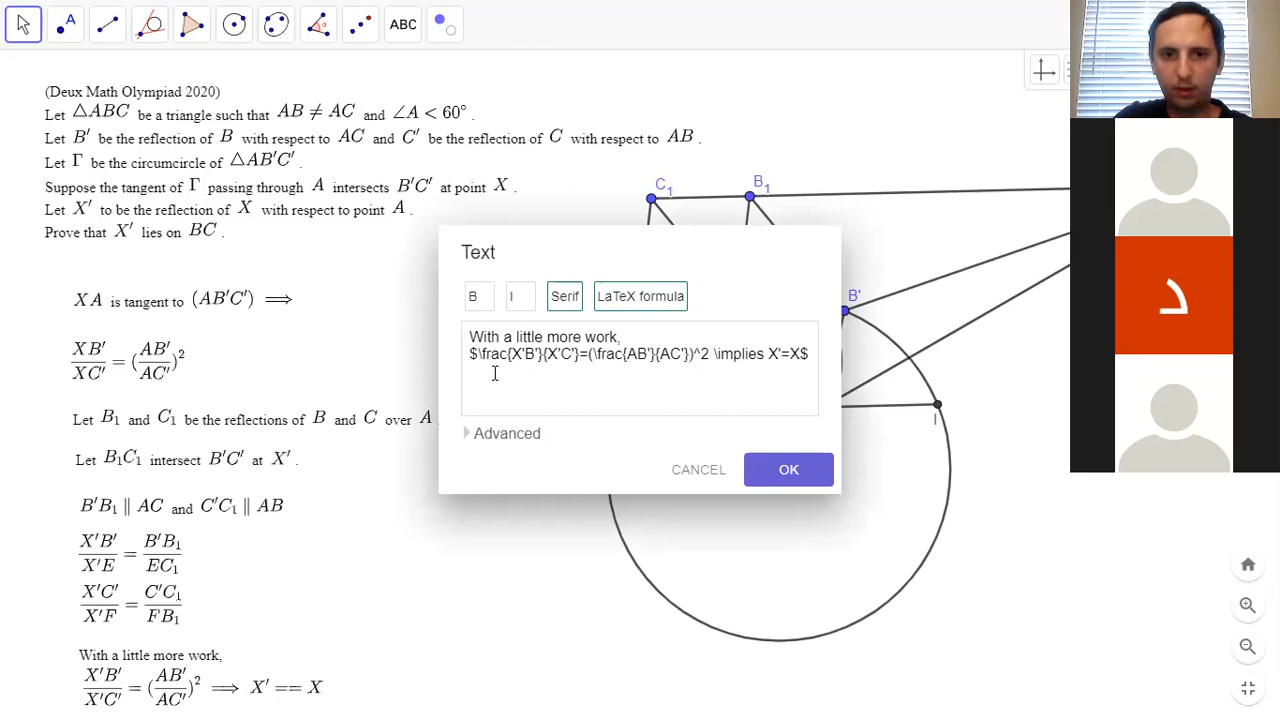 A
ABC
(Deux Math Olympiad 2020)
Let △ABC be a triangle such that AB ≠ AC and ∠A < 60° .
Let B′ be the reflection of B with respect to AC and C′ be the reflection of C with respect to AB .
Let Γ be the circumcircle of △AB′C′ .
Suppose the tangent of Γ passing through A intersects B′C′ at point X .
Let X′ to be the reflection of X with respect to point A .
Prove that X′ lies on BC .
XA is tangent to (AB′C′) ⟹
XB′/XC′ = (AB′/AC′)²
Let B₁ and C₁ be the reflections of B and C over A .
Let B₁C₁ intersect B′C′ at X′ .
B′B₁ ∥ AC and C′C₁ ∥ AB
X′B′/X′E = B′B₁/EC₁
X′C′/X′F = C′C₁/FB₁
With a little more work,
X′B′/X′C′ = (AB′/AC′)² ⟹ X′ == X
C₁
B₁
B'
I
Text
B
I
Serif
LaTeX formula
With a little more work,
$\frac{X'B'}{X'C'}=(\frac{AB'}{AC'})^2 \implies X'=X$
Advanced
CANCEL
OK
כ